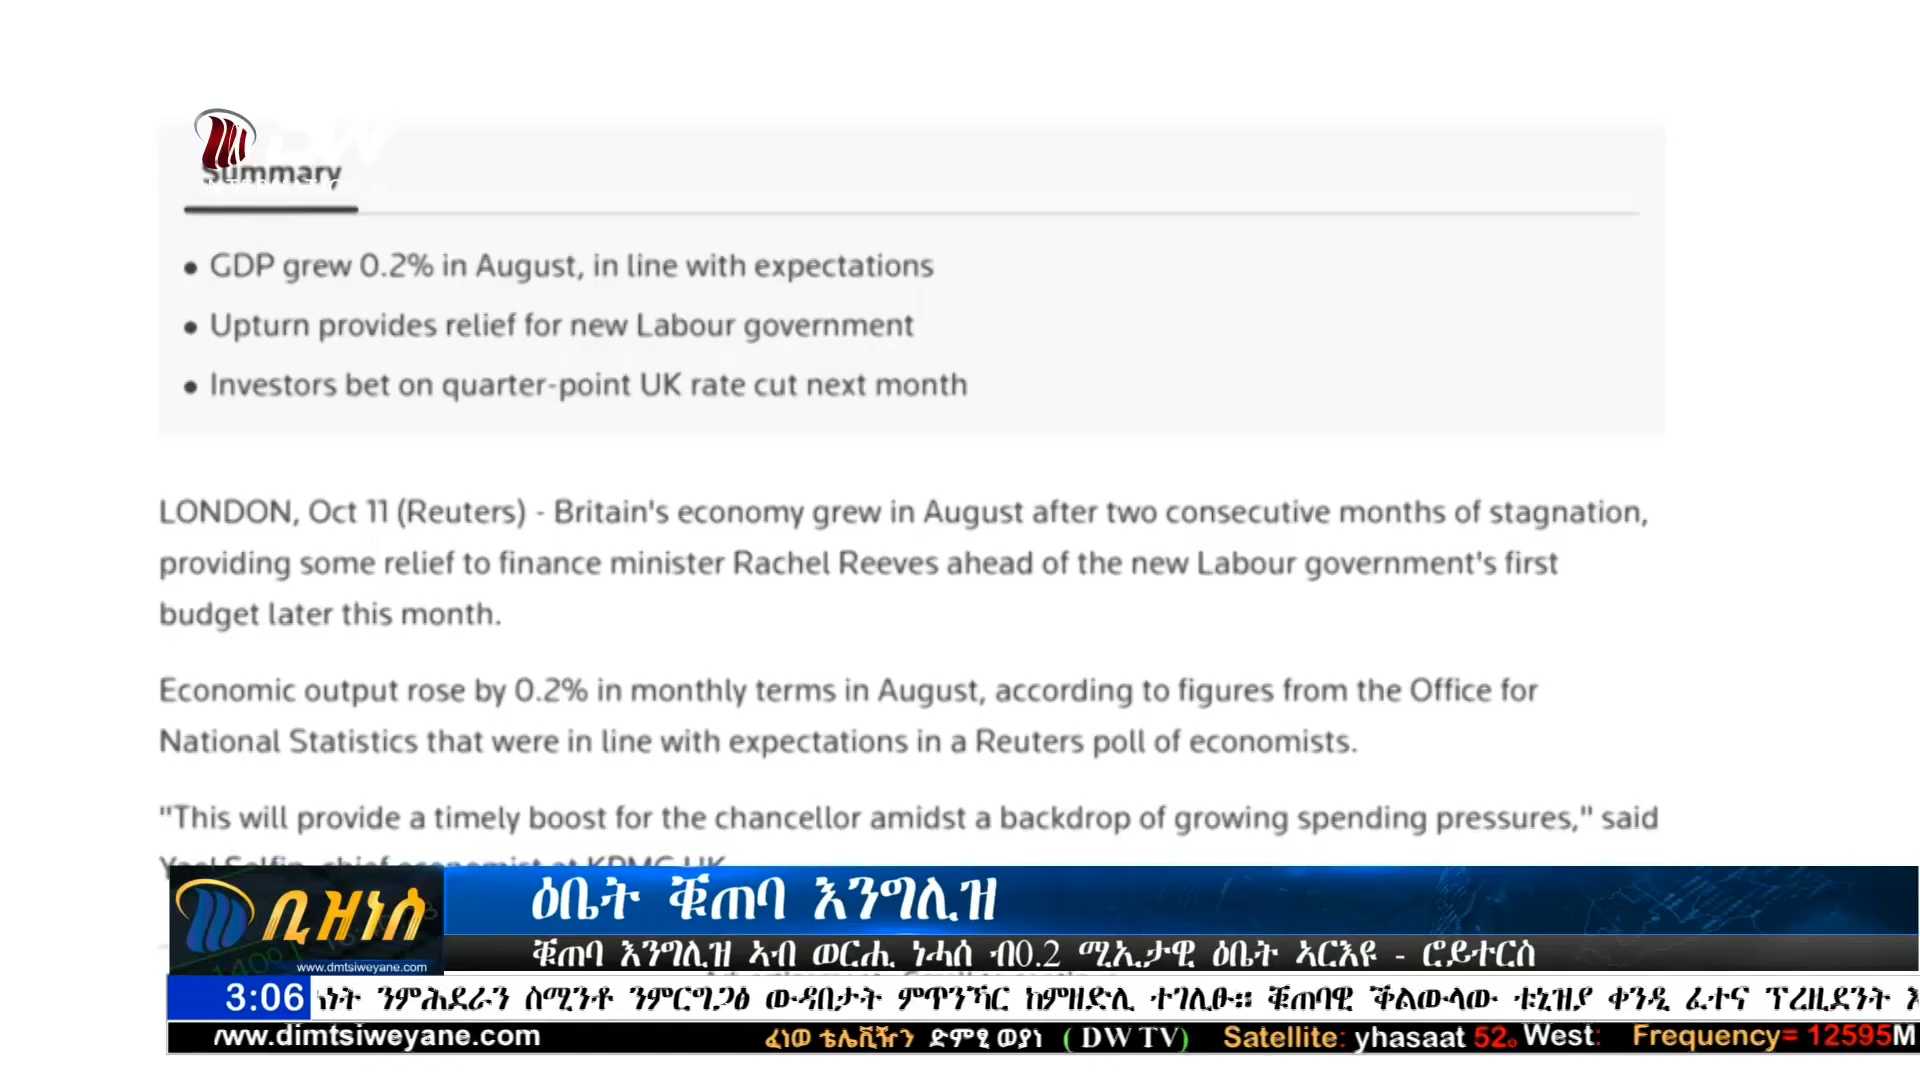 Summary
GDP grew 0.2% in August, in line with expectations
Upturn provides relief for new Labour government
Investors bet on quarter-point UK rate cut next month
LONDON, Oct 11 (Reuters) - Britain's economy grew in August after two consecutive months of stagnation,
providing some relief to finance minister Rachel Reeves ahead of the new Labour government's first
budget later this month.
Economic output rose by 0.2% in monthly terms in August, according to figures from the Office for
National Statistics that were in line with expectations in a Reuters poll of economists.
"This will provide a timely boost for the chancellor amidst a backdrop of growing spending pressures," said
ቢዝነስ
www.dmtsiweyane.com
ዕቤት ቑጠባ እንግሊዝ
ቑጠባ እንግሊዝ ኣብ ወርሒ ነሓሰ ብ0.2 ሚኢታዊ ዕቤት ኣርእዩ - ሮይተርስ
3:06 ንምሕደራን ስሚንቶ ንምርግጋፅ ውዳበታት ምጥንኻር ከምዘድሊ ተገሊፁ። ቑጠባዊ ቅልውላው ቱኒዝያ ቀንዲ ፈተና ፕረዚደንት
www.dimtsiweyane.com ፈነወ ቴሌቪዥን ድምፂ ወያነ ( DW TV) Satellite: yhasaat 52° West: Frequency= 12595M